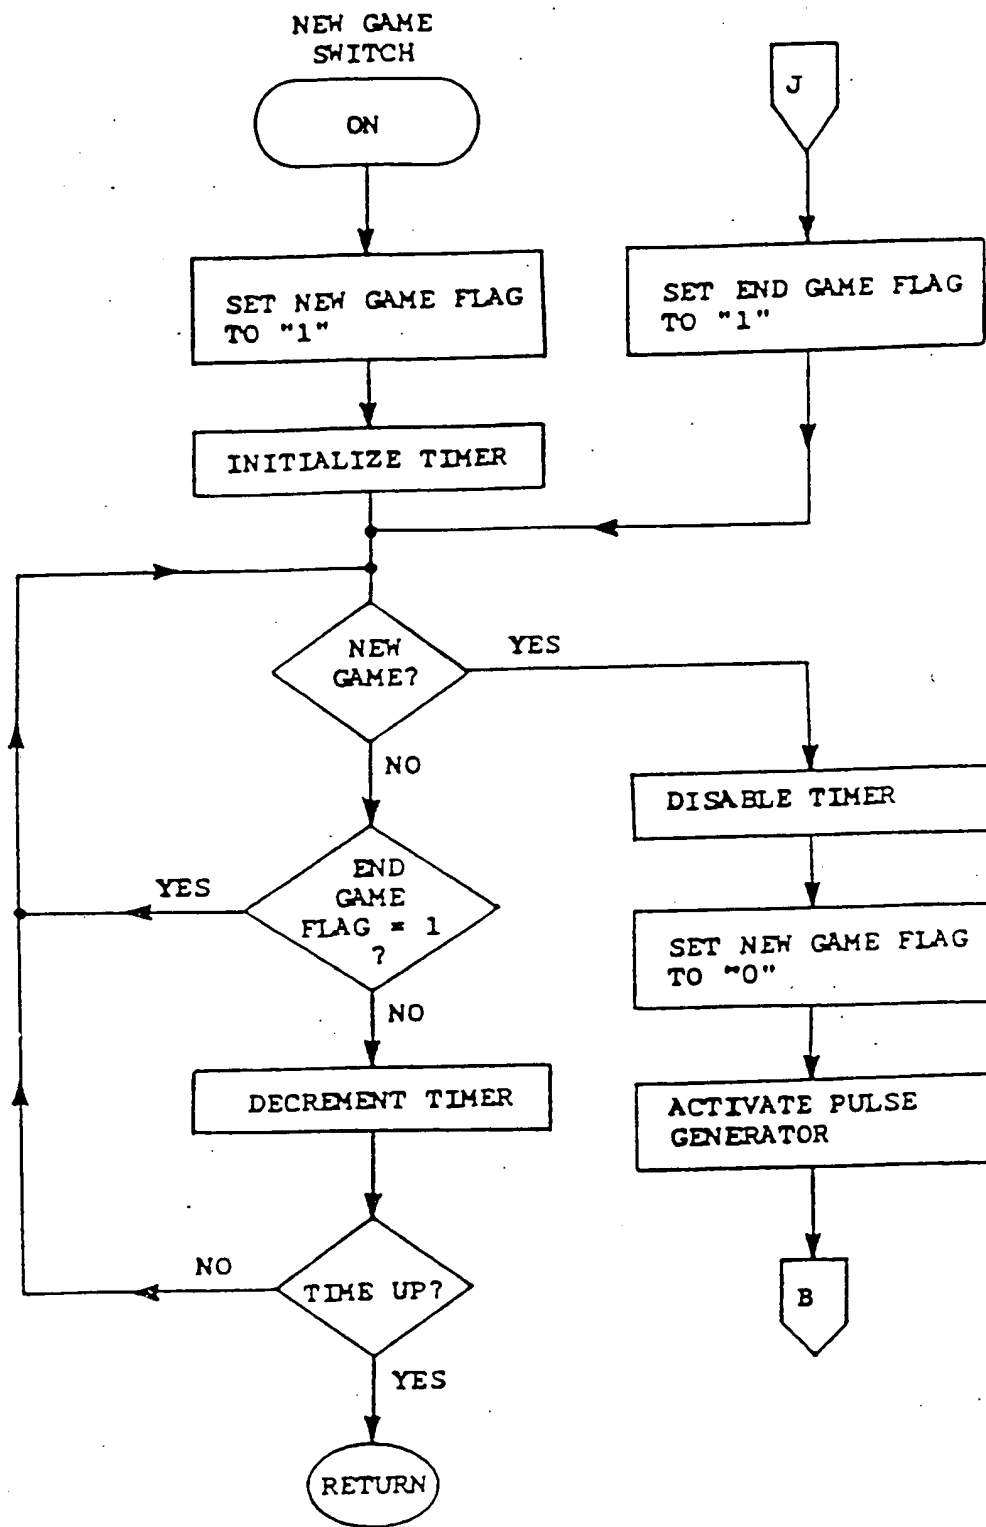 NEW GAME
SWITCH
ON
J
SET NEW GAME FLAG
TO "1"
SET END GAME FLAG
TO "1"
INITIALIZE TIMER
NEW
GAME?
YES
NO
DISABLE TIMER
END
GAME
FLAG = 1
?
YES
NO
SET NEW GAME FLAG
TO "0"
DECREMENT TIMER
ACTIVATE PULSE
GENERATOR
TIME UP?
NO
YES
B
RETURN